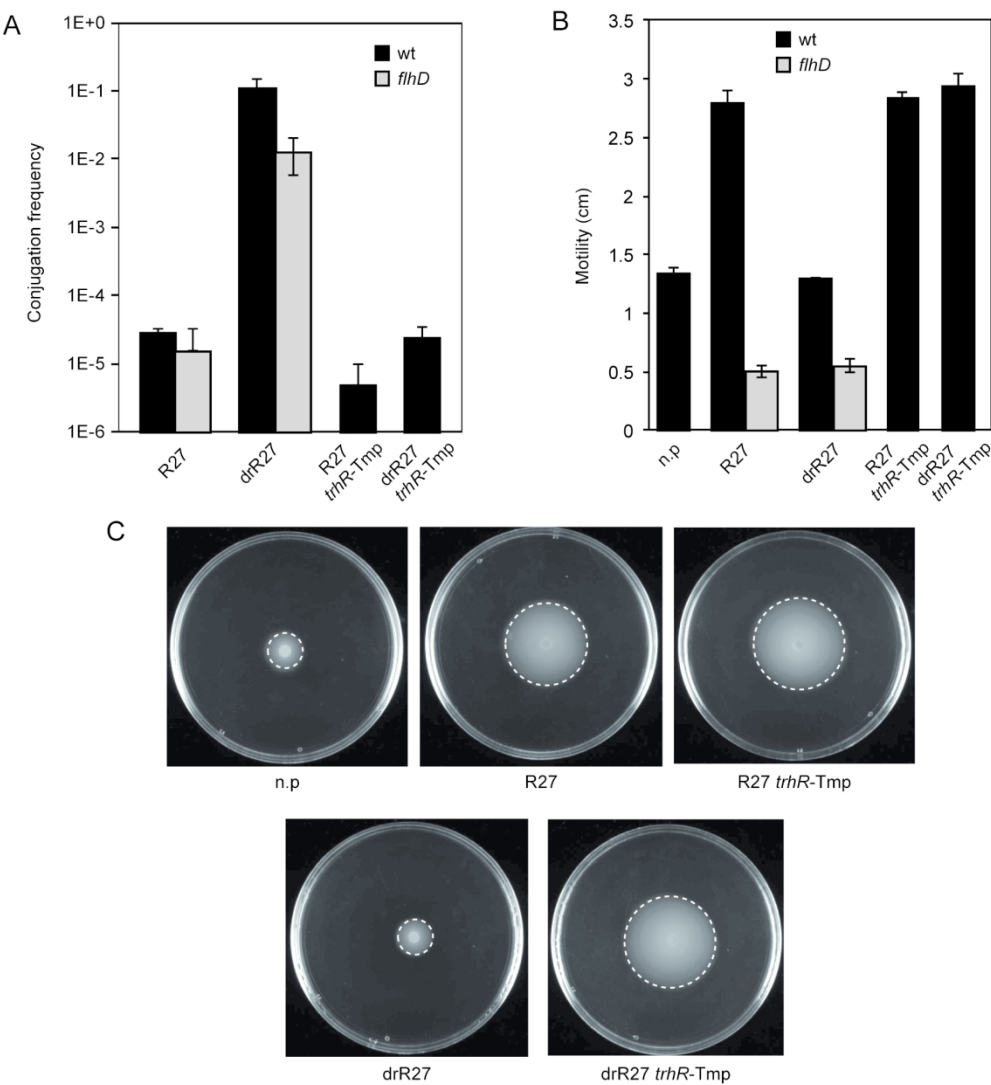 A
Conjugation frequency
1E+0
1E-1
1E-2
1E-3
1E-4
1E-5
1E-6
wt
flhD
R27
drR27
R27 trhR-Tmp
drR27 trhR-Tmp
B
Motility (cm)
3.5
3
2.5
2
1.5
1
0.5
0
wt
flhD
n.p
R27
drR27
R27 trhR-Tmp
drR27 trhR-Tmp
C
n.p
R27
R27 trhR-Tmp
drR27
drR27 trhR-Tmp